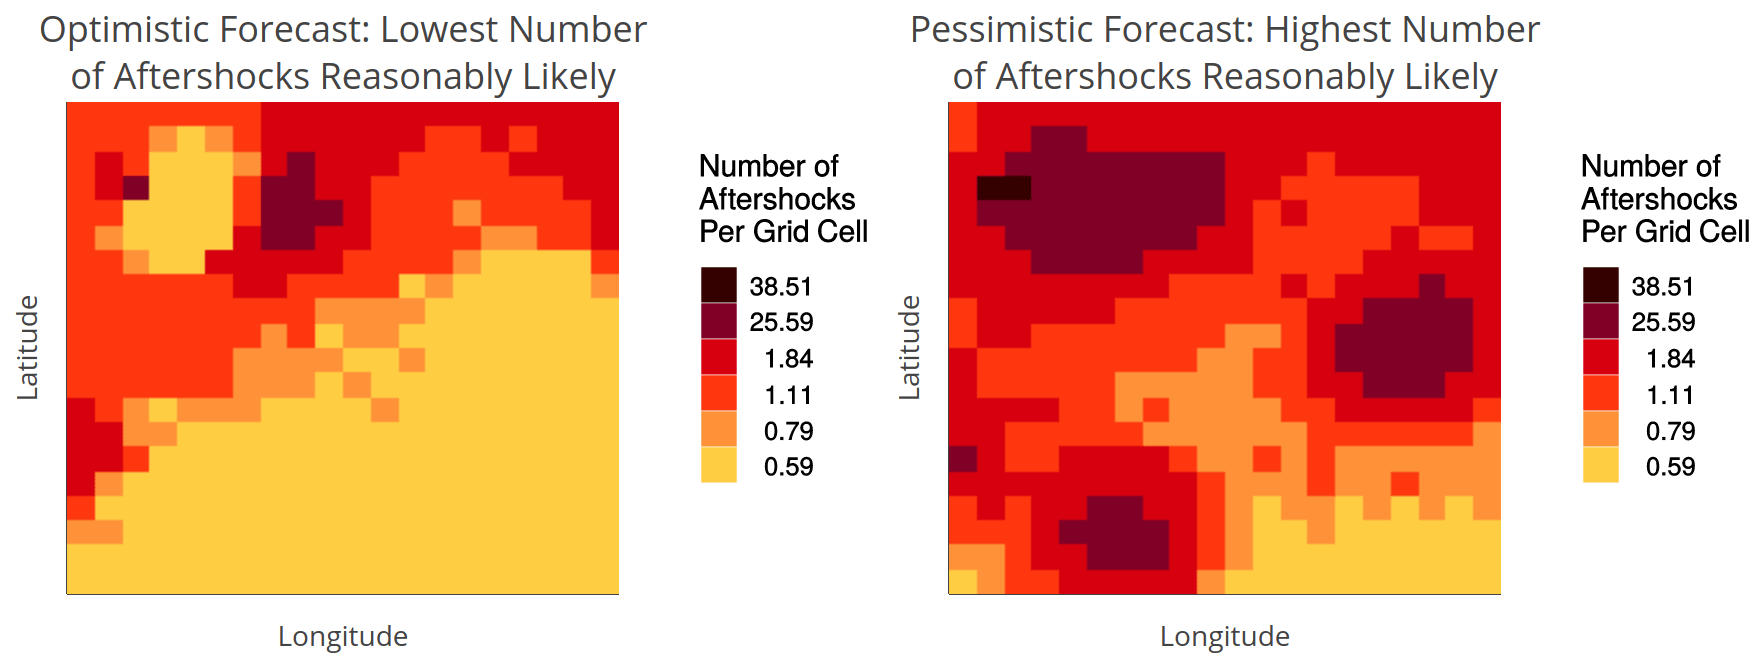 Optimistic Forecast: Lowest Number
of Aftershocks Reasonably Likely
Latitude
Longitude
Number of
Aftershocks
Per Grid Cell
38.51
25.59
1.84
1.11
0.79
0.59
Pessimistic Forecast: Highest Number
of Aftershocks Reasonably Likely
Latitude
Longitude
Number of
Aftershocks
Per Grid Cell
38.51
25.59
1.84
1.11
0.79
0.59